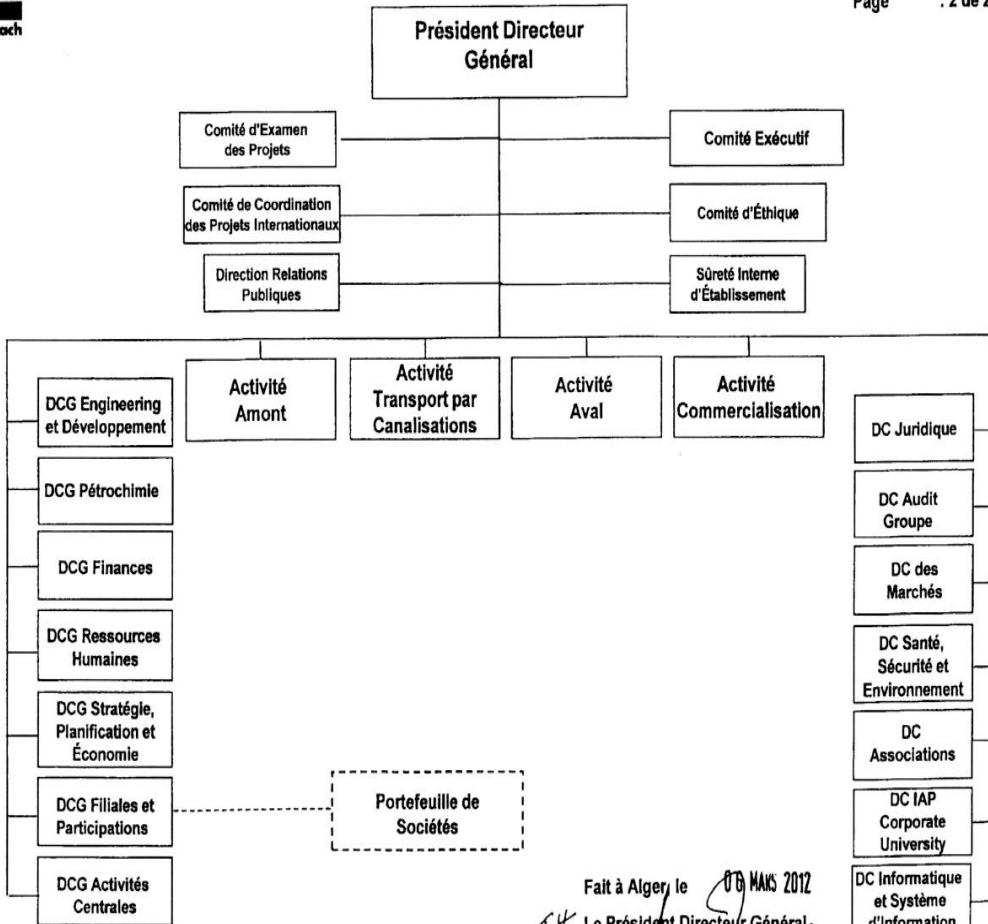 ach
Page : 2 de 2
Président Directeur
Général
Comité d'Examen
des Projets
Comité Exécutif
Comité de Coordination
des Projets Internationaux
Comité d'Éthique
Direction Relations
Publiques
Sûreté Interne
d'Établissement
Activité
Amont
Activité
Transport par
Canalisations
Activité
Aval
Activité
Commercialisation
DCG Engineering
et Développement
DCG Pétrochimie
DCG Finances
DCG Ressources
Humaines
DCG Stratégie,
Planification et
Économie
DCG Filiales et
Participations
DCG Activités
Centrales
Portefeuille de
Sociétés
DC Juridique
DC Audit
Groupe
DC des
Marchés
DC Santé,
Sécurité et
Environnement
DC
Associations
DC IAP
Corporate
University
DC Informatique
et Système
d'Information
Fait à Alger, le MARS 2012
Le Président Directeur Général